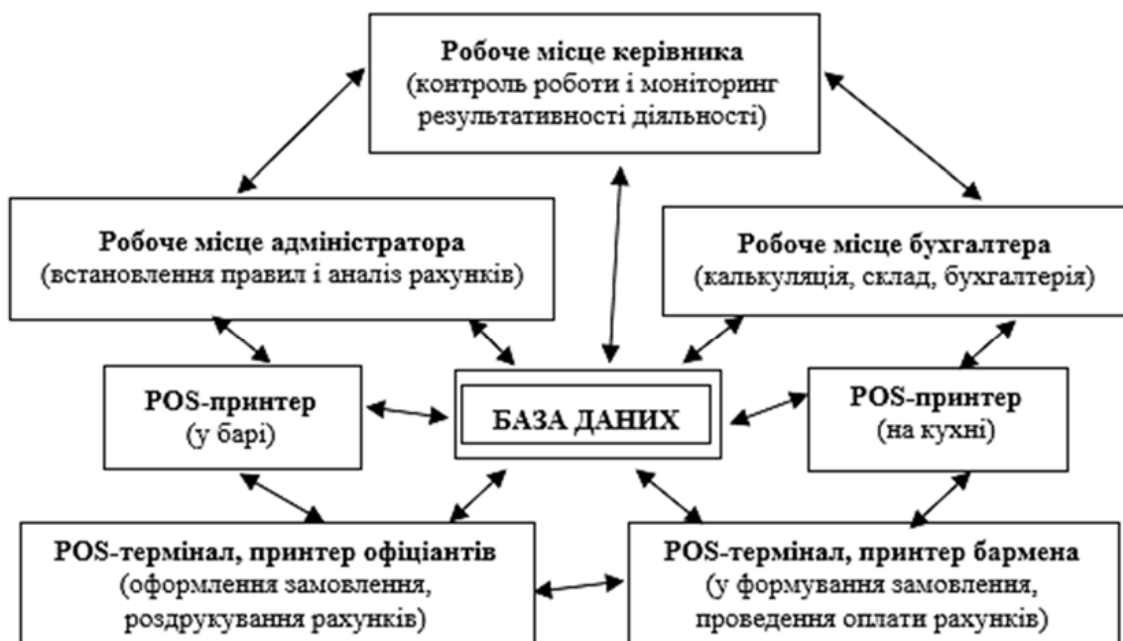 Робоче місце керівника
(контроль роботи і моніторинг
результативності діяльності)
Робоче місце адміністратора
(встановлення правил і аналіз рахунків)
Робоче місце бухгалтера
(калькуляція, склад, бухгалтерія)
POS-принтер
(у барі)
БАЗА ДАНИХ
POS-принтер
(на кухні)
POS-термінал, принтер офіціантів
(оформлення замовлення,
роздрукування рахунків)
POS-термінал, принтер бармена
(у формування замовлення,
проведення оплати рахунків)